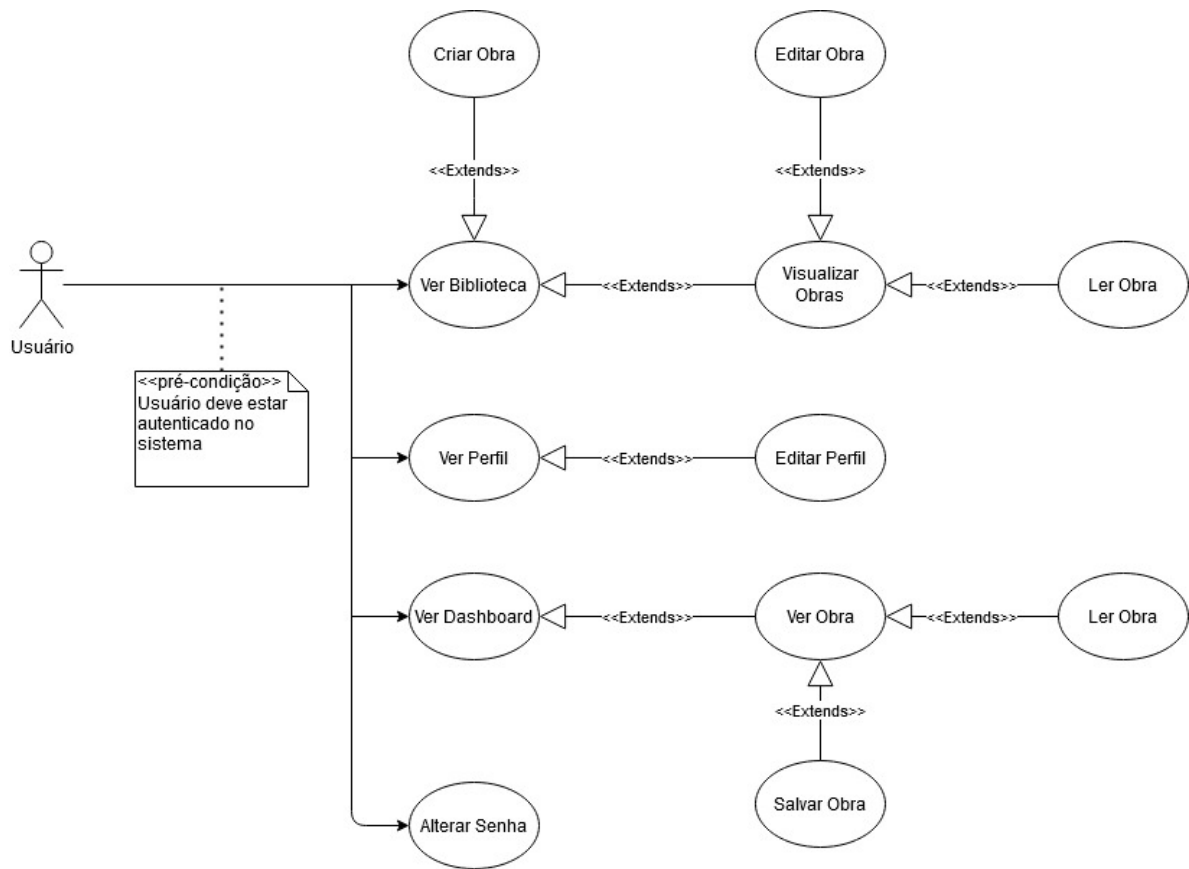 Criar Obra
Editar Obra
<<Extends>>
<<Extends>>
Usuário
Ver Biblioteca
<<Extends>>
Visualizar
Obras
<<Extends>>
Ler Obra
<<pré-condição>>
Usuário deve estar
autenticado no
sistema
Ver Perfil
<<Extends>>
Editar Perfil
Ver Dashboard
<<Extends>>
Ver Obra
<<Extends>>
Ler Obra
<<Extends>>
Alterar Senha
Salvar Obra